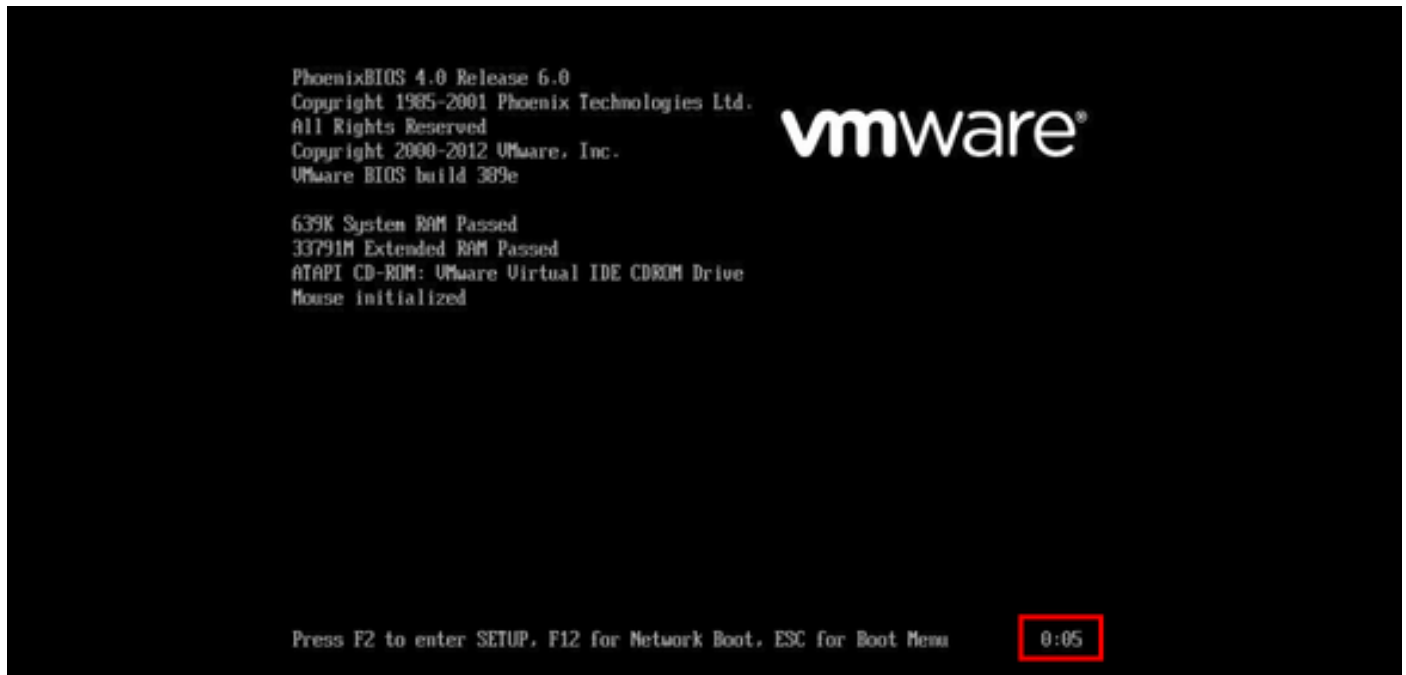 PhoenixBIOS 4.0 Release 6.0
Copyright 1985-2001 Phoenix Technologies Ltd.
All Rights Reserved
Copyright 2000-2012 VMware, Inc.
VMware BIOS build 389e
vmware®
639K System RAM Passed
33791M Extended RAM Passed
ATAPI CD-ROM: VMware Virtual IDE CDROM Drive
Mouse initialized
Press F2 to enter SETUP, F12 for Network Boot, ESC for Boot Menu 0:05